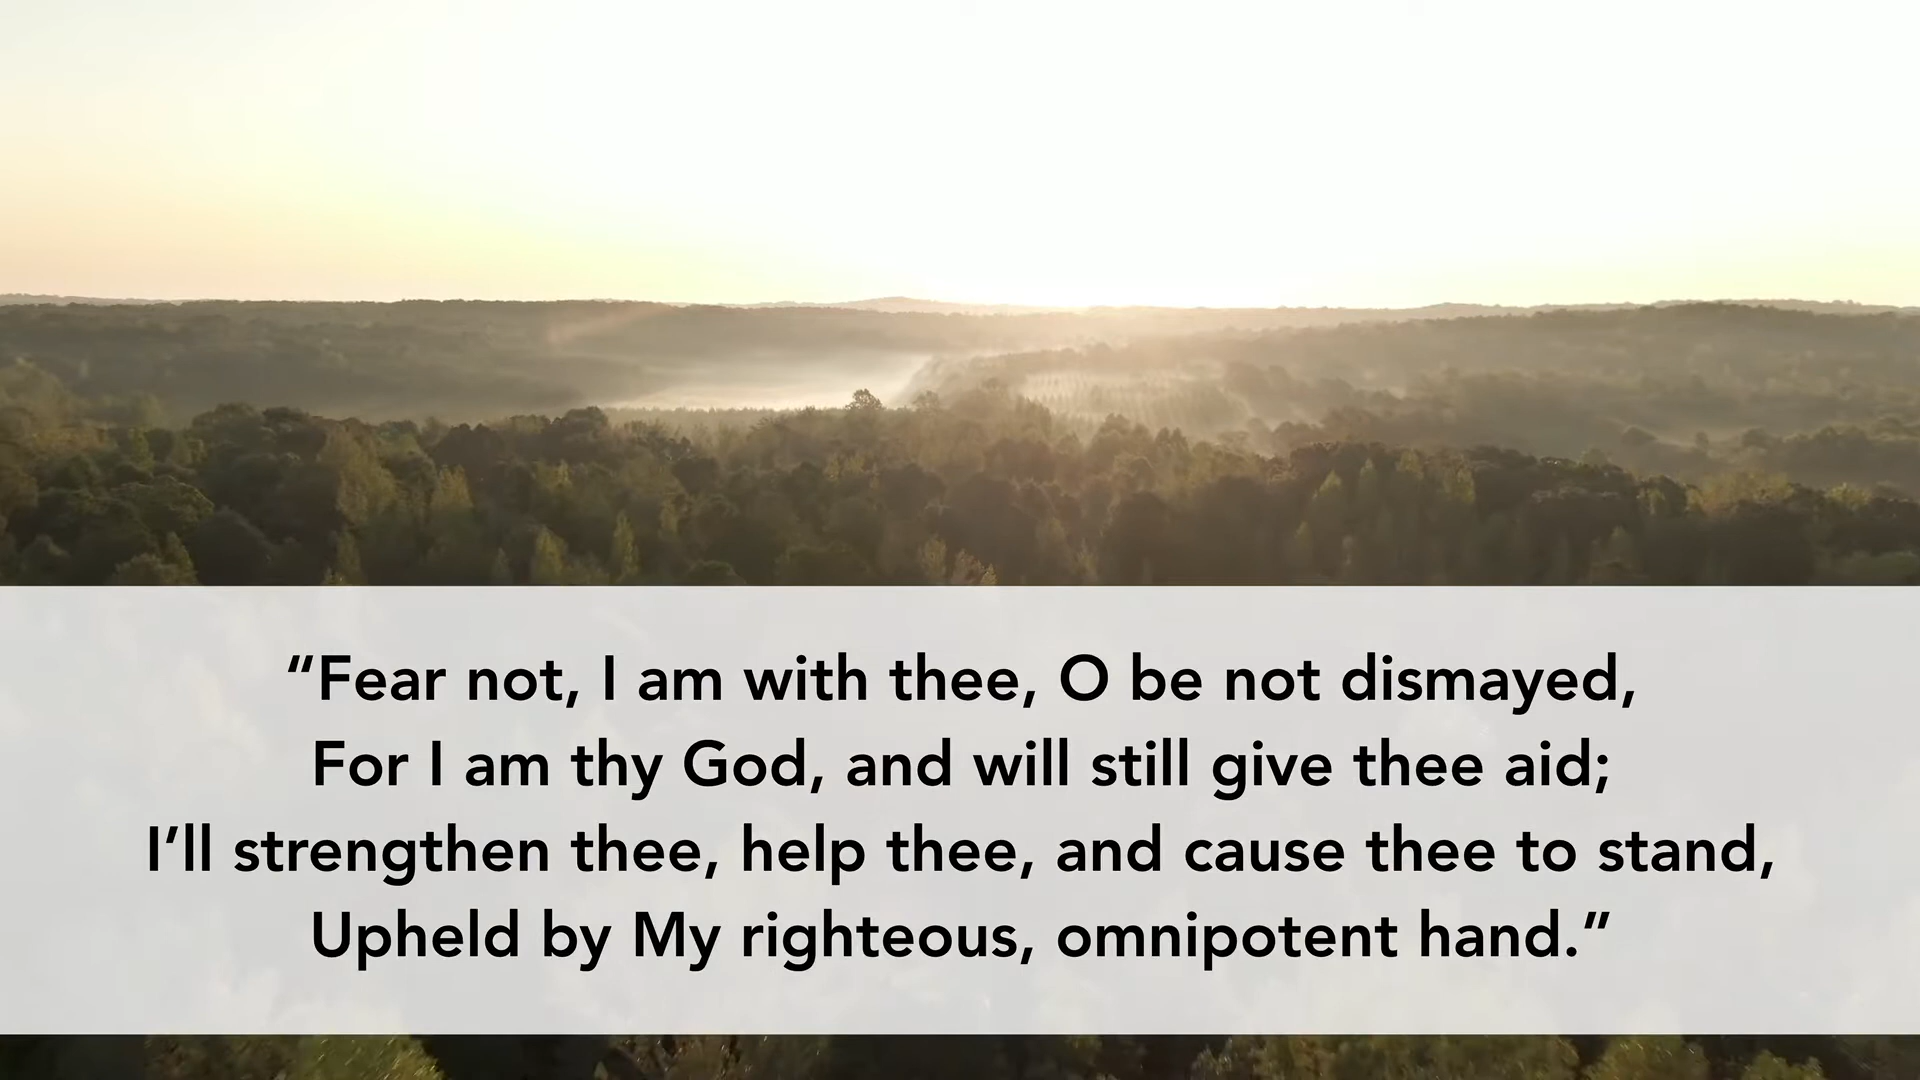 “Fear not, I am with thee, O be not dismayed,
For I am thy God, and will still give thee aid;
I’ll strengthen thee, help thee, and cause thee to stand,
Upheld by My righteous, omnipotent hand.”